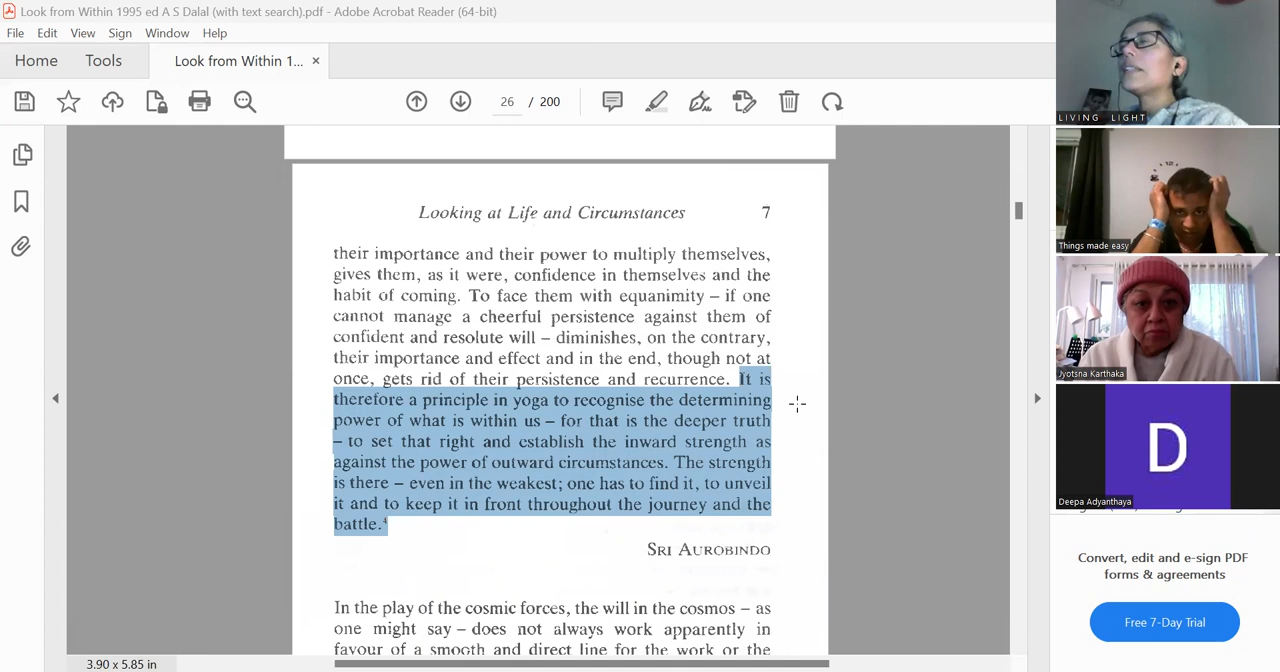 Look from Within 1995 ed A S Dalal (with text search).pdf - Adobe Acrobat Reader (64-bit)
File Edit View Sign Window Help
Home Tools Look from Within 1... ×
26 / 200
Looking at Life and Circumstances 7
their importance and their power to multiply themselves,
gives them, as it were, confidence in themselves and the
habit of coming. To face them with equanimity – if one
cannot manage a cheerful persistence against them of
confident and resolute will – diminishes, on the contrary,
their importance and effect and in the end, though not at
once, gets rid of their persistence and recurrence. It is
therefore a principle in yoga to recognise the determining
power of what is within us – for that is the deeper truth
– to set that right and establish the inward strength as
against the power of outward circumstances. The strength
is there – even in the weakest; one has to find it, to unveil
it and to keep it in front throughout the journey and the
battle.⁴
SRI AUROBINDO
In the play of the cosmic forces, the will in the cosmos – as
one might say – does not always work apparently in
favour of a smooth and direct line for the work or the
3.90 x 5.85 in
LIVING LIGHT
Things made easy
Jyotsna Karthaka
D
Deepa Adyanthaya
Convert, edit and e-sign PDF
forms & agreements
Free 7-Day Trial